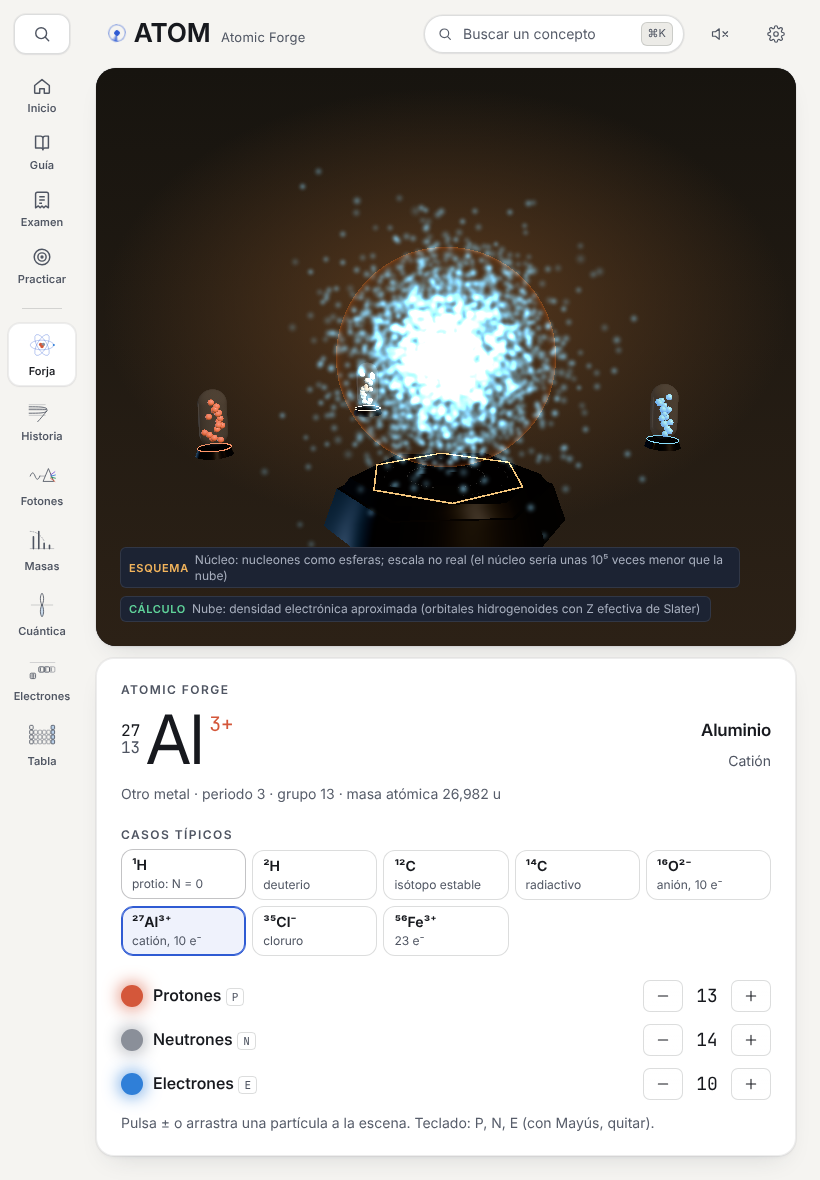 ATOM Atomic Forge
Buscar un concepto ⌘K
Inicio
Guía
Examen
Practicar
Forja
Historia
Fotones
Masas
Cuántica
Electrones
Tabla
ESQUEMA Núcleo: nucleones como esferas; escala no real (el núcleo sería unas 10⁵ veces menor que la
nube)
CÁLCULO Nube: densidad electrónica aproximada (orbitales hidrogenoides con Z efectiva de Slater)
ATOMIC FORGE
27
13 Al 3+
Aluminio
Catión
Otro metal · periodo 3 · grupo 13 · masa atómica 26,982 u
CASOS TÍPICOS
¹H
protio: N = 0
²H
deuterio
¹²C
isótopo estable
¹⁴C
radiactivo
¹⁶O²⁻
anión, 10 e⁻
²⁷Al³⁺
catión, 10 e⁻
³⁵Cl⁻
cloruro
⁵⁶Fe³⁺
23 e⁻
Protones P − 13 +
Neutrones N − 14 +
Electrones E − 10 +
Pulsa ± o arrastra una partícula a la escena. Teclado: P, N, E (con Mayús, quitar).